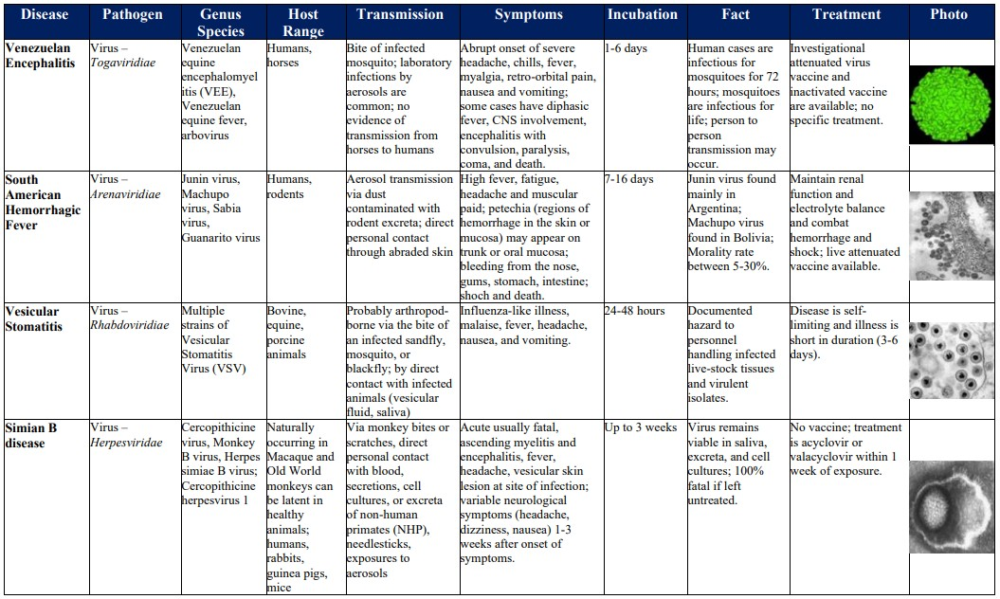 Disease
Pathogen
Genus
Species
Host
Range
Transmission
Symptoms
Incubation
Fact
Treatment
Photo
Venezuelan
Encephalitis
Virus –
Togaviridiae
Venezuelan
equine
encephalomyel
itis (VEE),
Venezuelan
equine fever,
arbovirus
Humans,
horses
Bite of infected
mosquito; laboratory
infections by
aerosols are
common; no
evidence of
transmission from
horses to humans
Abrupt onset of severe
headache, chills, fever,
myalgia, retro-orbital pain,
nausea and vomiting;
some cases have diphasic
fever, CNS involvement,
encephalitis with
convulsion, paralysis,
coma, and death.
1-6 days
Human cases are
infectious for
mosquitoes for 72
hours; mosquitoes
are infectious for
life; person to
person
transmission may
occur.
Investigational
attenuated virus
vaccine and
inactivated vaccine
are available; no
specific treatment.
South
American
Hemorrhagic
Fever
Virus –
Arenaviridiae
Junin virus,
Machupo
virus, Sabia
virus,
Guanarito virus
Humans,
rodents
Aerosol transmission
via dust
contaminated with
rodent excreta; direct
personal contact
through abraded skin
High fever, fatigue,
headache and muscular
paid; petechia (regions of
hemorrhage in the skin or
mucosa) may appear on
trunk or oral mucosa;
bleeding from the nose,
gums, stomach, intestine;
shoch and death.
7-16 days
Junin virus found
mainly in
Argentina;
Machupo virus
found in Bolivia;
Morality rate
between 5-30%.
Maintain renal
function and
electrolyte balance
and combat
hemorrhage and
shock; live attenuated
vaccine available.
Vesicular
Stomatitis
Virus –
Rhabdoviridiae
Multiple
strains of
Vesicular
Stomatitis
Virus (VSV)
Bovine,
equine,
porcine
animals
Probably arthropod-
borne via the bite of
an infected sandfly,
mosquito, or
blackfly; by direct
contact with infected
animals (vesicular
fluid, saliva)
Influenza-like illness,
malaise, fever, headache,
nausea, and vomiting.
24-48 hours
Documented
hazard to
personnel
handling infected
live-stock tissues
and virulent
isolates.
Disease is self-
limiting and illness is
short in duration (3-6
days).
Simian B
disease
Virus –
Herpesviridae
Cercopithicine
virus, Monkey
B virus, Herpes
simiae B virus;
Cercopithicine
herpesvirus 1
Naturally
occurring in
Macaque and
Old World
monkeys can
be latent in
healthy
animals;
humans,
rabbits,
guinea pigs,
mice
Via monkey bites or
scratches, direct
personal contact
with blood,
secretions, cell
cultures, or excreta
of non-human
primates (NHP),
needlesticks,
exposures to
aerosols
Acute usually fatal,
ascending myelitis and
encephalitis, fever,
headache, vesicular skin
lesion at site of infection;
variable neurological
symptoms (headache,
dizziness, nausea) 1-3
weeks after onset of
symptoms.
Up to 3 weeks
Virus remains
viable in saliva,
excreta, and cell
cultures; 100%
fatal if left
untreated.
No vaccine; treatment
is acyclovir or
valacyclovir within 1
week of exposure.